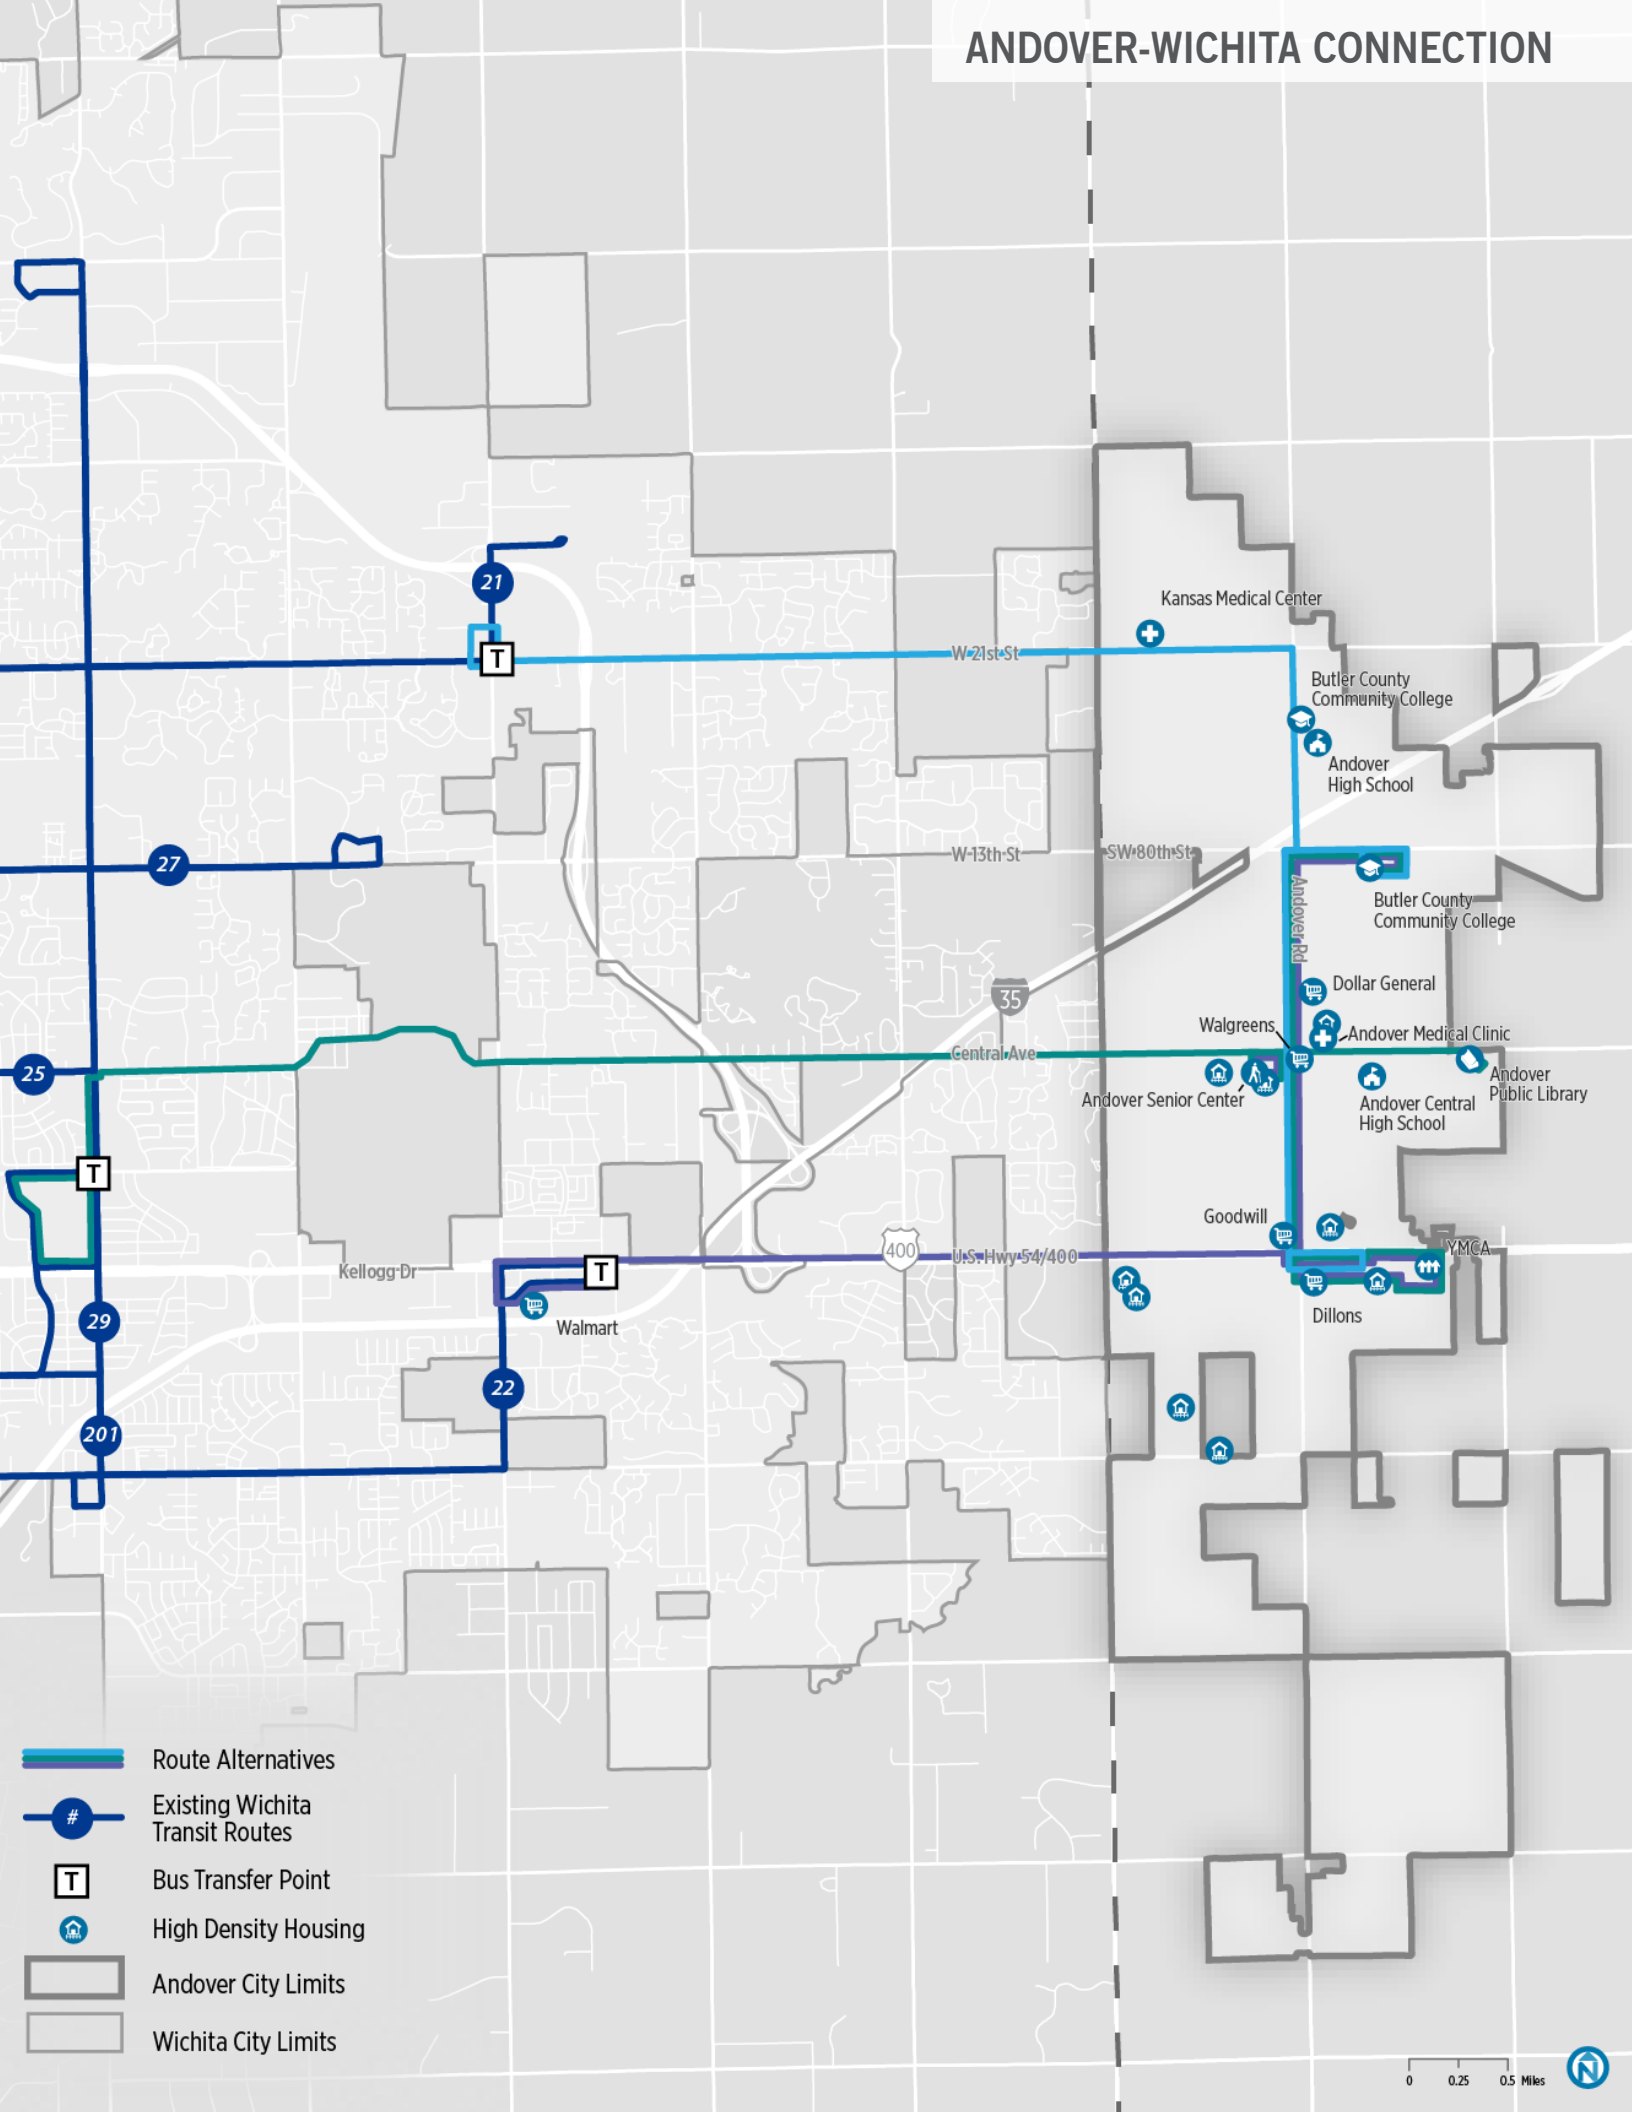 ANDOVER-WICHITA CONNECTION
21
T
Kansas Medical Center
W 21st St
Butler County
Community College
Andover
High School
27
W 13th St
SW 80th St
Andover Rd
Butler County
Community College
35
Dollar General
Walgreens
Andover Medical Clinic
Central Ave
25
Andover Senior Center
Andover Central
High School
Andover
Public Library
T
Goodwill
YMCA
400
U.S. Hwy 54/400
Kellogg Dr
T
Walmart
Dillons
29
22
201
Route Alternatives
#
Existing Wichita
Transit Routes
T
Bus Transfer Point
High Density Housing
Andover City Limits
Wichita City Limits
0 0.25 0.5 Miles
N